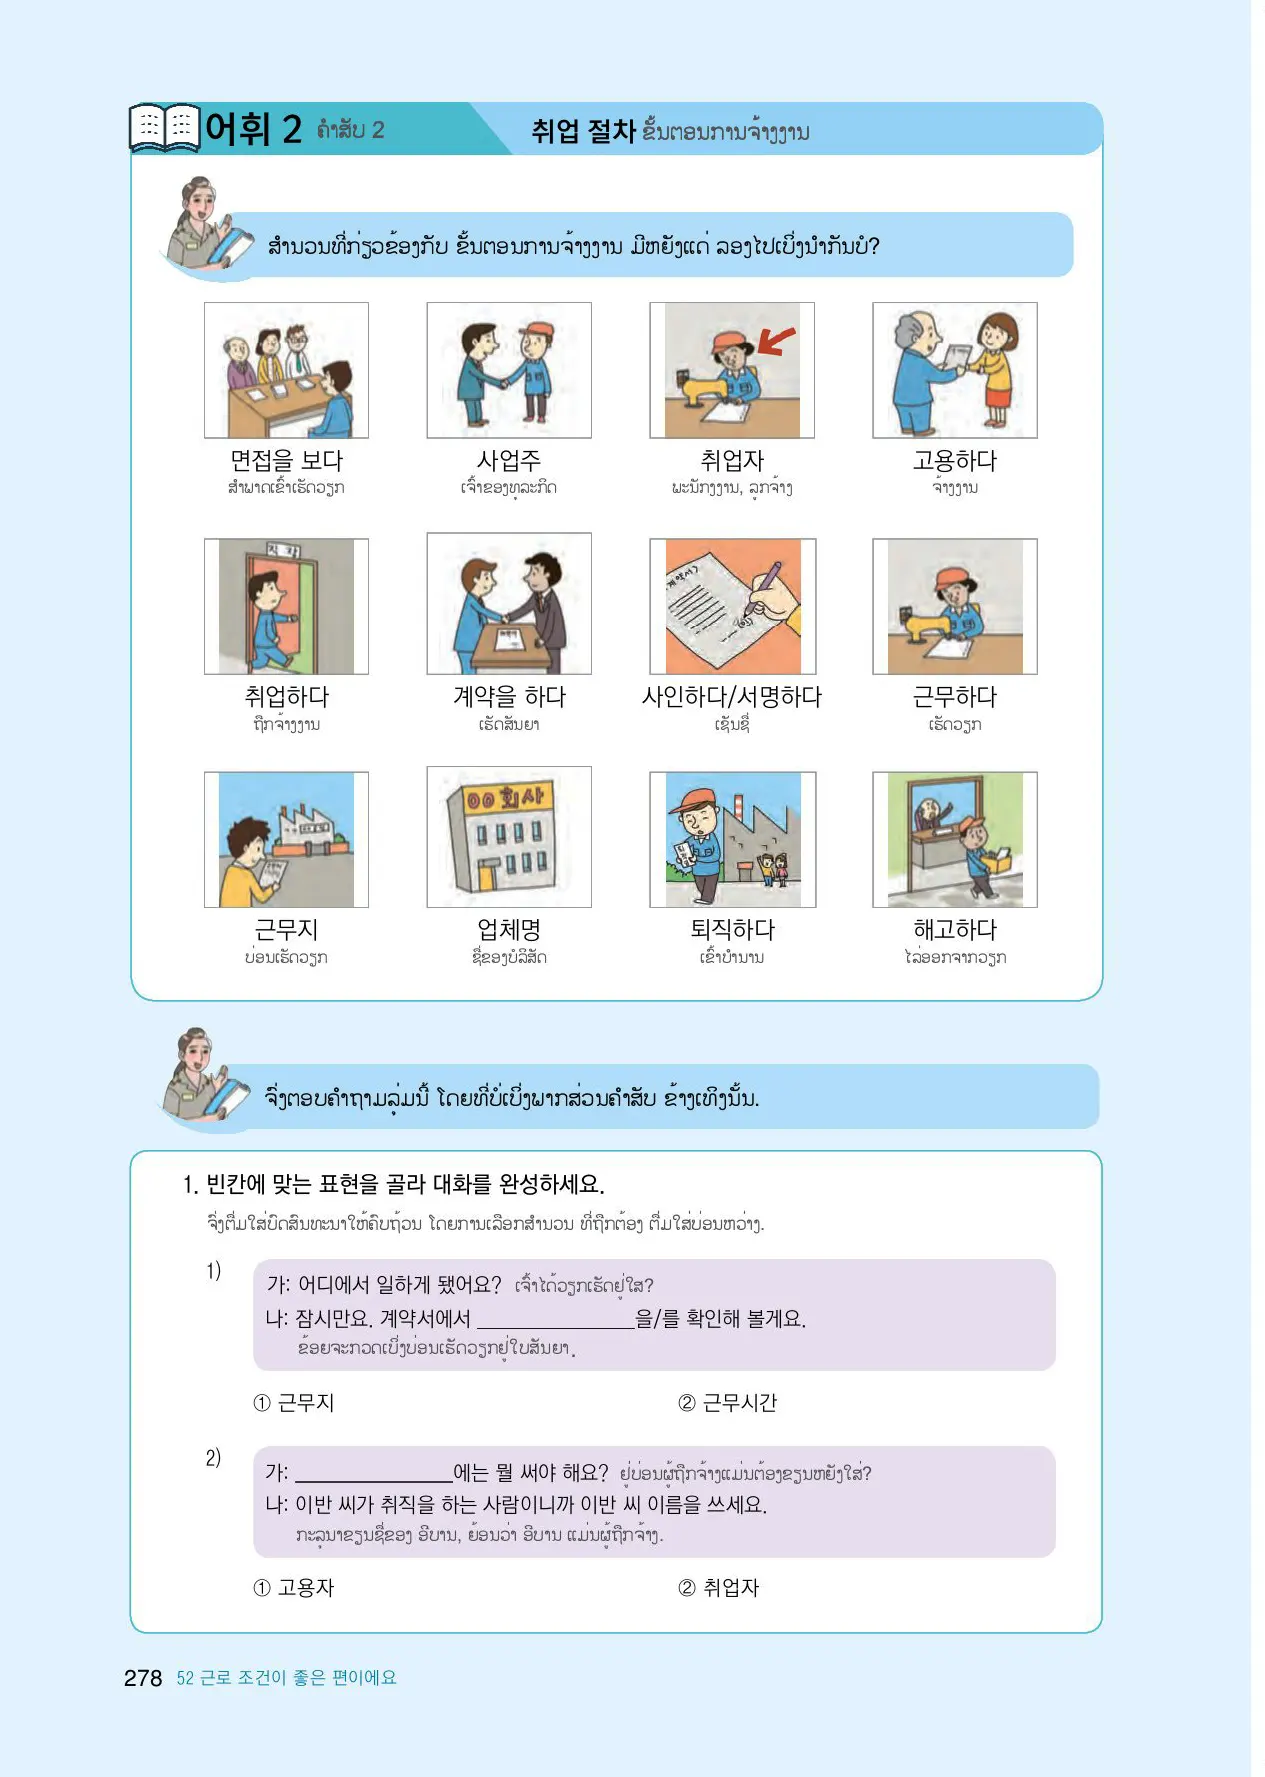 어휘 2 ຄຳສັບ 2 취업 절차 ຂັ້ນຕອນການຈ້າງງານ
ສຳນວນທີ່ກ່ຽວຂ້ອງກັບ ຂັ້ນຕອນການຈ້າງງານ ມີຫຍັງແດ່ ລອງໄປເບິ່ງນຳກັນບໍ?
면접을 보다 사업주 취업자 고용하다
ສຳພາດເຂົ້າເຮັດວຽກ ເຈົ້າຂອງທຸລະກິດ ພະນັກງານ, ລູກຈ້າງ ຈ້າງງານ
직장
계약서
취업하다 계약을 하다 사인하다/서명하다 근무하다
ຖືກຈ້າງງານ ເຮັດສັນຍາ ເຊັນຊື່ ເຮັດວຽກ
00 회사
근무지 업체명 퇴직하다 해고하다
ບ່ອນເຮັດວຽກ ຊື່ຂອງບໍລິສັດ ເຂົ້າບຳນານ ໄລ່ອອກຈາກວຽກ
ຈົ່ງຕອບຄຳຖາມລຸ່ມນີ້ ໂດຍທີ່ບໍ່ເບິ່ງພາກສ່ວນຄຳສັບ ຂ້າງເທິງນັ້ນ.
1. 빈칸에 맞는 표현을 골라 대화를 완성하세요.
ຈົ່ງຕື່ມໃສ່ບົດສົນທະນາໃຫ້ຄົບຖ້ວນ ໂດຍການເລືອກສຳນວນ ທີ່ຖືກຕ້ອງ ຕື່ມໃສ່ບ່ອນຫວ່າງ.
1)
가: 어디에서 일하게 됐어요? ເຈົ້າໄດ້ວຽກເຮັດຢູ່ໃສ?
나: 잠시만요. 계약서에서 ______________을/를 확인해 볼게요.
ຂ້ອຍຈະກວດເບິ່ງບ່ອນເຮັດວຽກຢູ່ໃບສັນຍາ.
① 근무지 ② 근무시간
2)
가: ______________에는 뭘 써야 해요? ຢູ່ບ່ອນຜູ້ຖືກຈ້າງແມ່ນຕ້ອງຂຽນຫຍັງໃສ່?
나: 이반 씨가 취직을 하는 사람이니까 이반 씨 이름을 쓰세요.
ກະລຸນາຂຽນຊື່ຂອງ ອີບານ, ຍ້ອນວ່າ ອີບານ ແມ່ນຜູ້ຖືກຈ້າງ.
① 고용자 ② 취업자
278 52 근로 조건이 좋은 편이에요